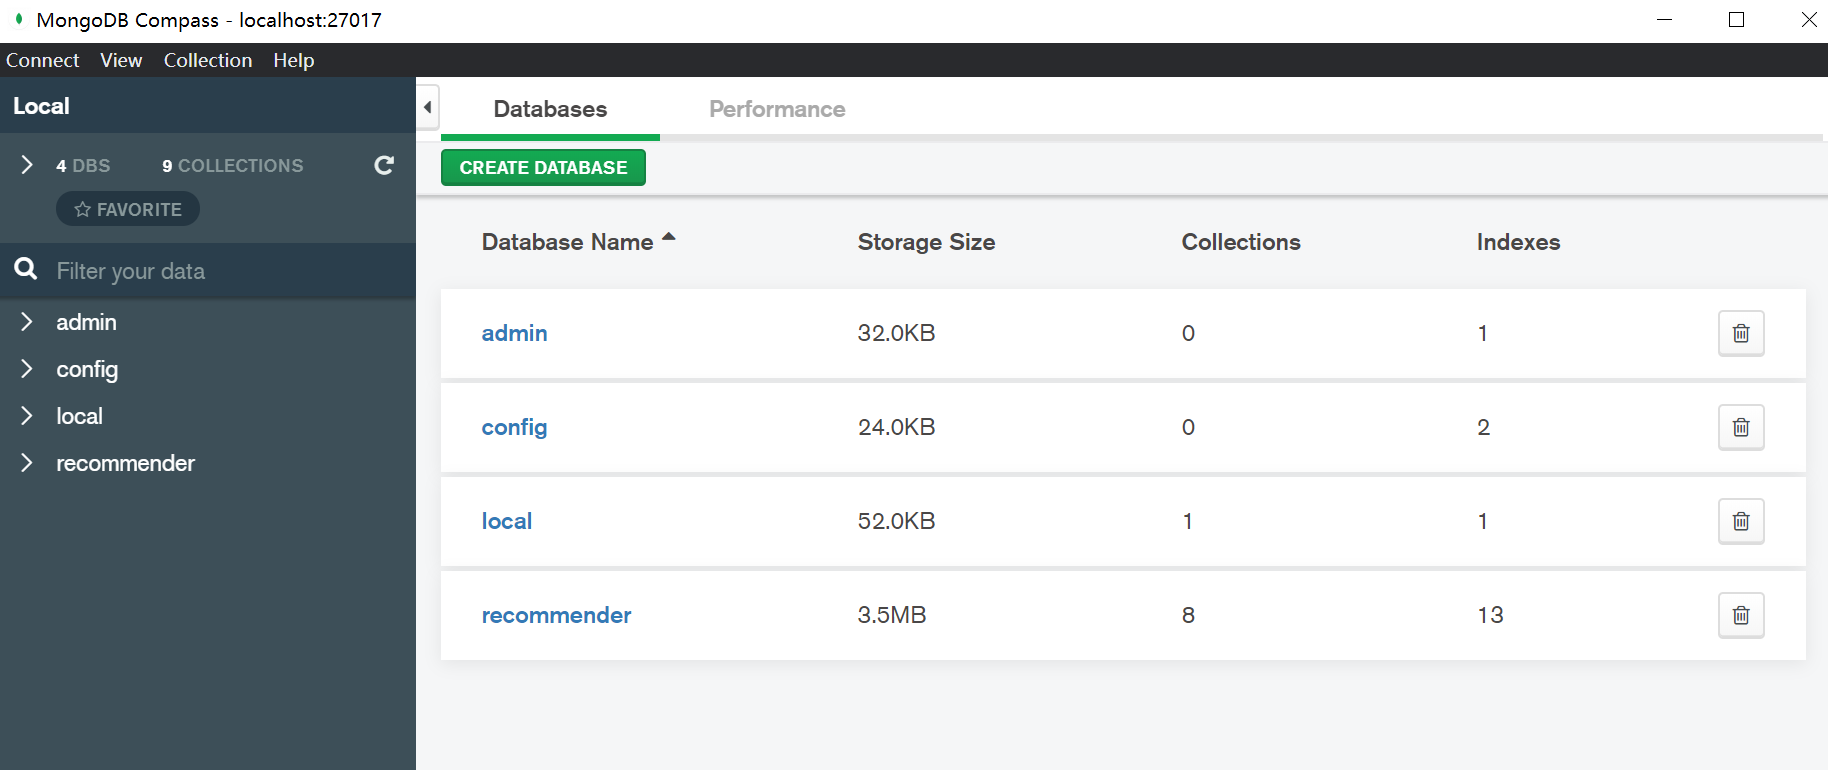 MongoDB Compass - localhost:27017
Connect View Collection Help
Local
4 DBS 9 COLLECTIONS
FAVORITE
Filter your data
admin
config
local
recommender
Databases Performance
CREATE DATABASE
Database Name Storage Size Collections Indexes
admin 32.0KB 0 1
config 24.0KB 0 2
local 52.0KB 1 1
recommender 3.5MB 8 13